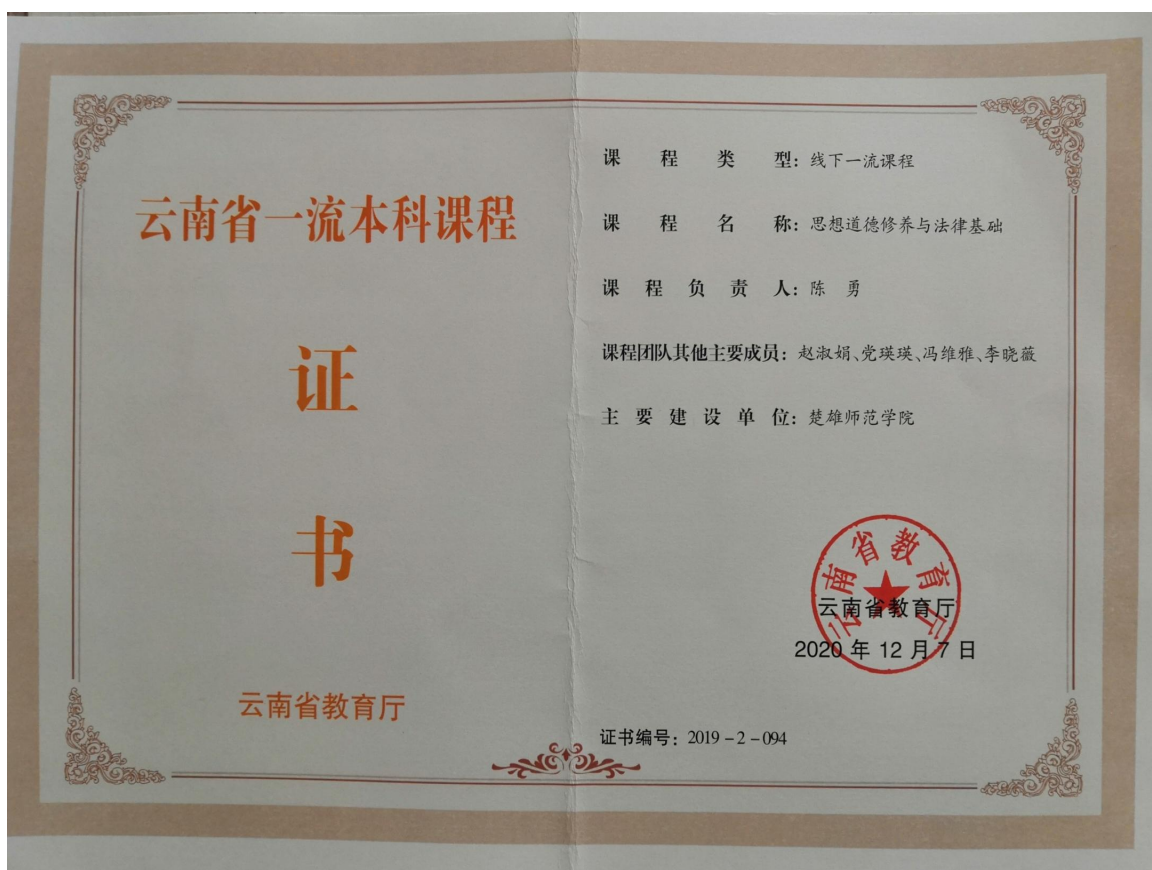 云南省一流本科课程
证
书
云南省教育厅
课程类型：线下一流课程
课程名称：思想道德修养与法律基础
课程负责人：陈 勇
课程团队其他主要成员：赵淑娟、党瑛瑛、冯维雅、李晓薇
主要建设单位：楚雄师范学院
云南省教育厅
云南省教育厅
2020 年 12 月 7 日
证书编号：2019－2－094